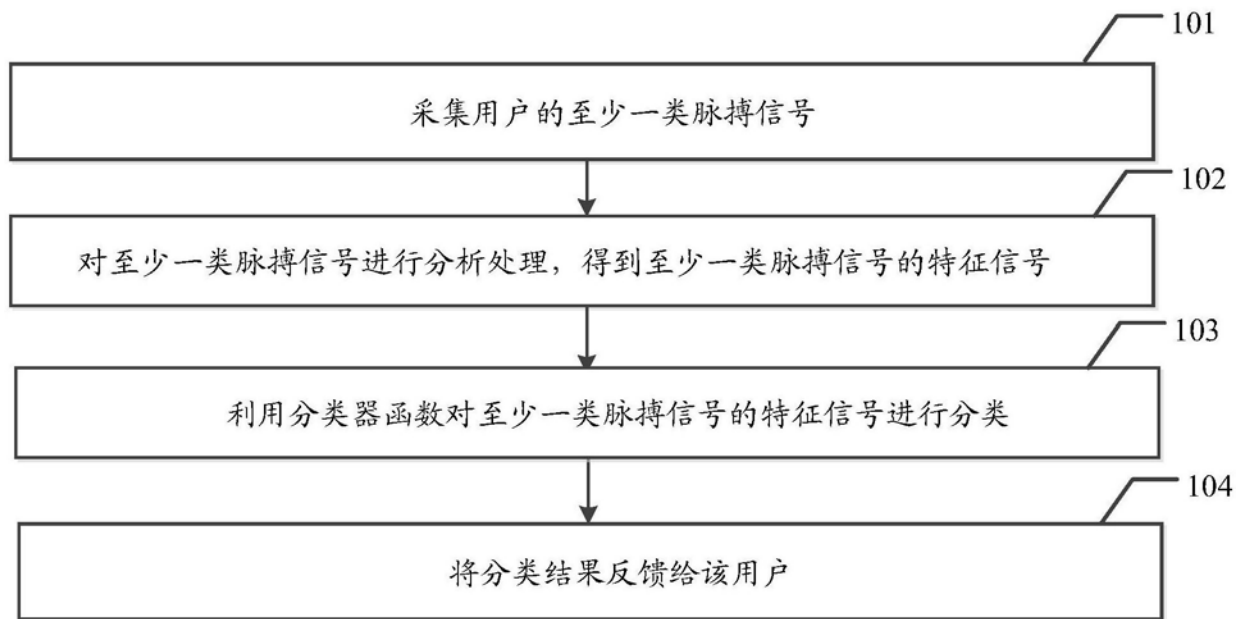 101
采集用户的至少一类脉搏信号
102
对至少一类脉搏信号进行分析处理，得到至少一类脉搏信号的特征信号
103
利用分类器函数对至少一类脉搏信号的特征信号进行分类
104
将分类结果反馈给该用户